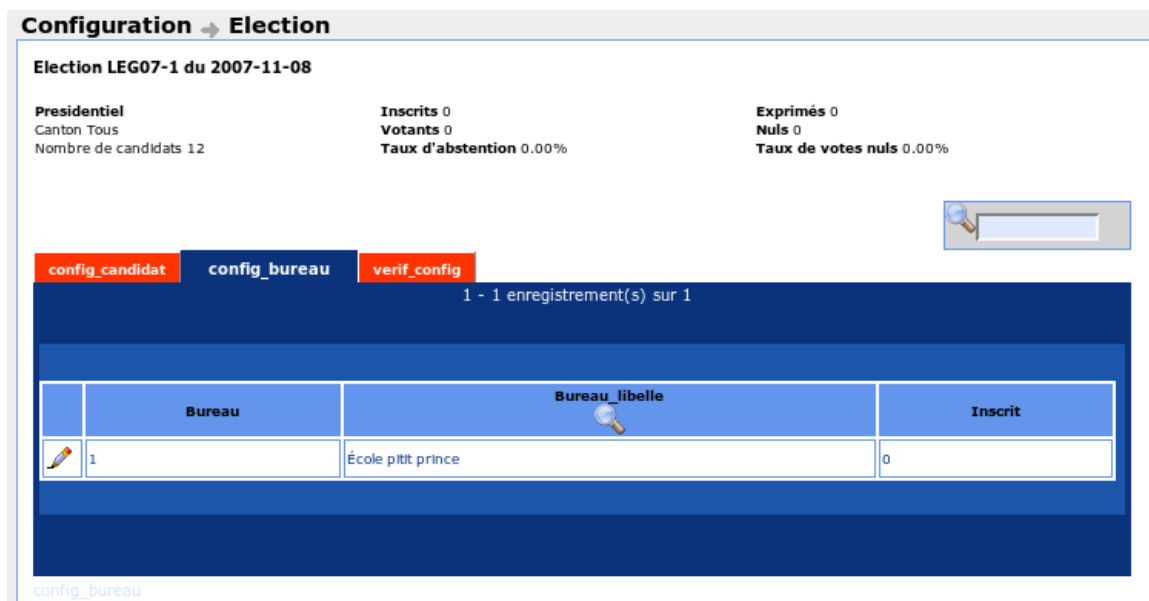 Configuration Election
Election LEG07-1 du 2007-11-08
Presidentiel Inscrits 0 Exprimés 0
Canton Tous Votants 0 Nuls 0
Nombre de candidats 12 Taux d'abstention 0.00% Taux de votes nuls 0.00%
config_candidat config_bureau verif_config
1 - 1 enregistrement(s) sur 1
Bureau Bureau_libelle Inscrit
1 École pitit prince 0
config_bureau